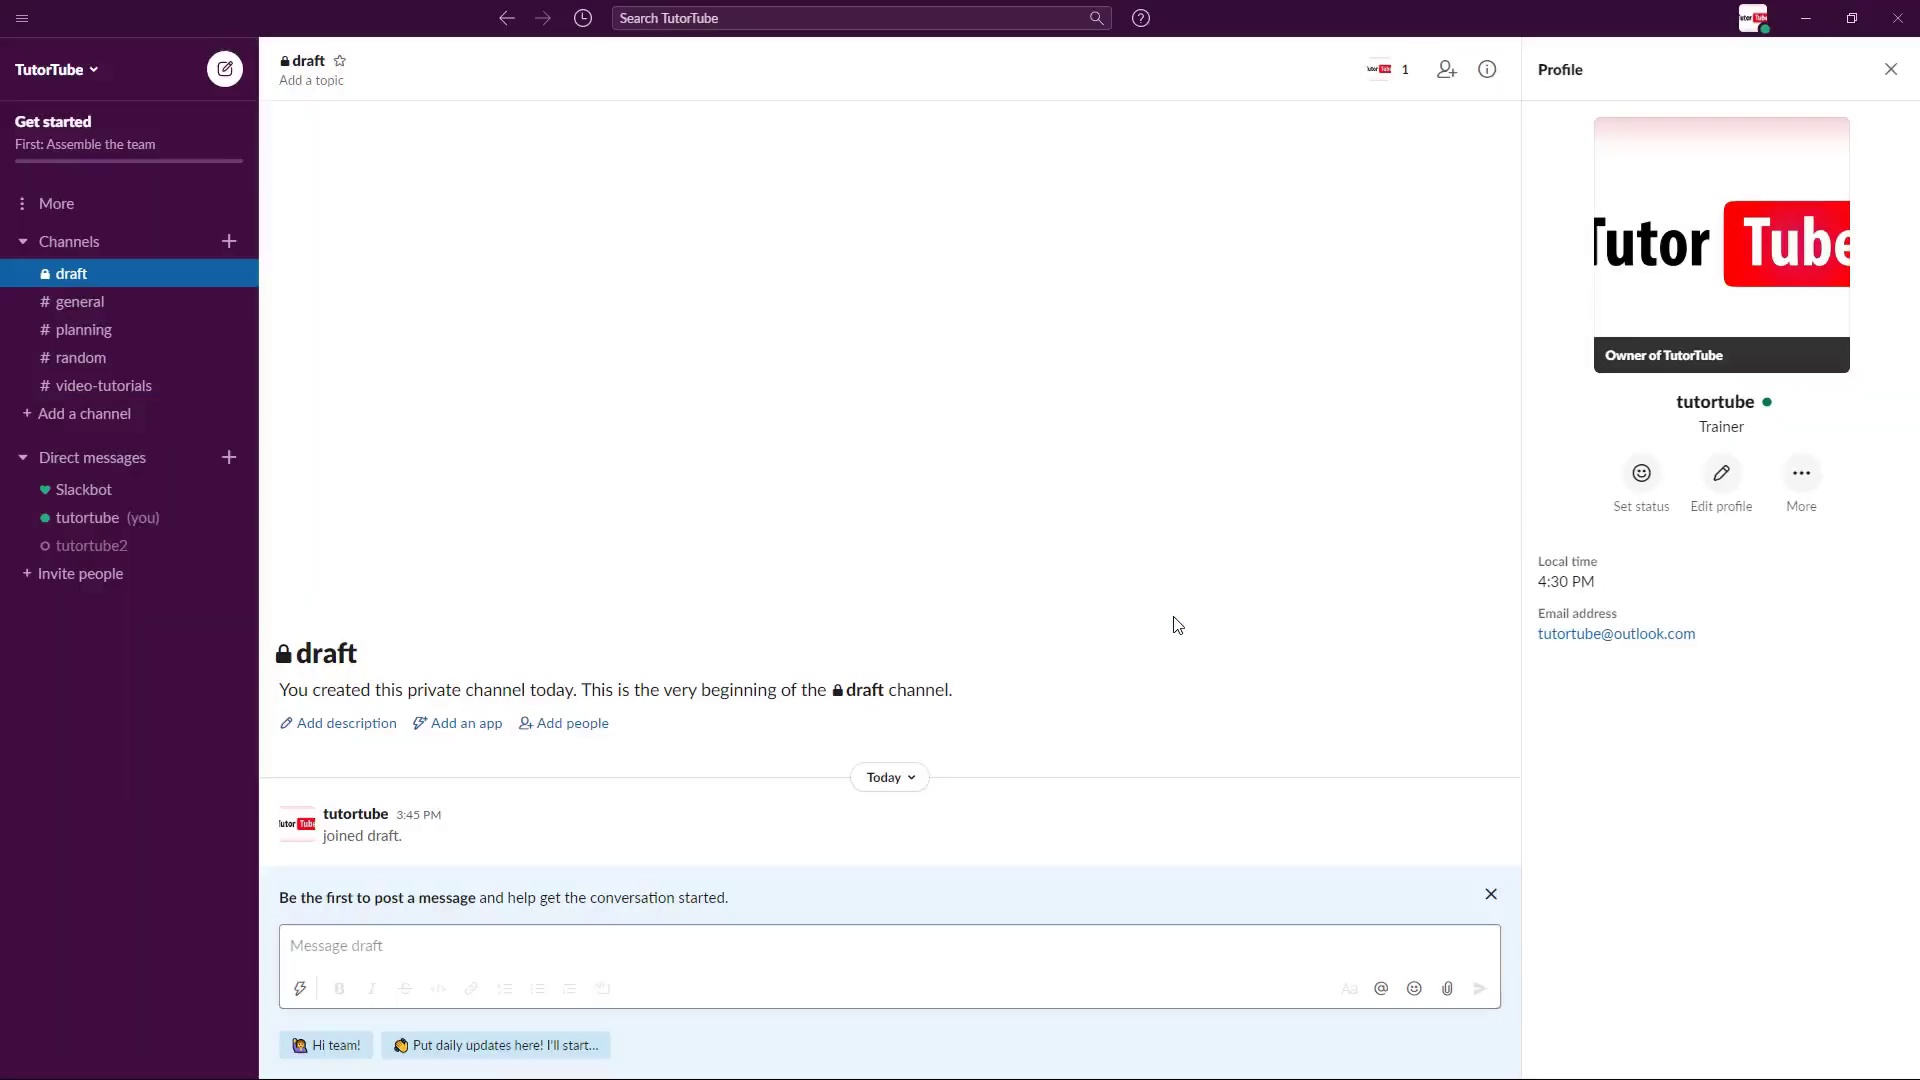 Search TutorTube
TutorTube
Get started
First: Assemble the team
More
Channels
draft
# general
# planning
# random
# video-tutorials
+ Add a channel
Direct messages
Slackbot
tutortube (you)
tutortube2
+ Invite people
draft
Add a topic
1
draft
You created this private channel today. This is the very beginning of the draft channel.
Add description
Add an app
Add people
Today
tutortube 3:45 PM
joined draft.
Be the first to post a message and help get the conversation started.
Message draft
B I S
Aa @
Hi team!
Put daily updates here! I'll start...
Profile
Tutor Tube
Owner of TutorTube
tutortube
Trainer
Set status
Edit profile
More
Local time
4:30 PM
Email address
tutortube@outlook.com